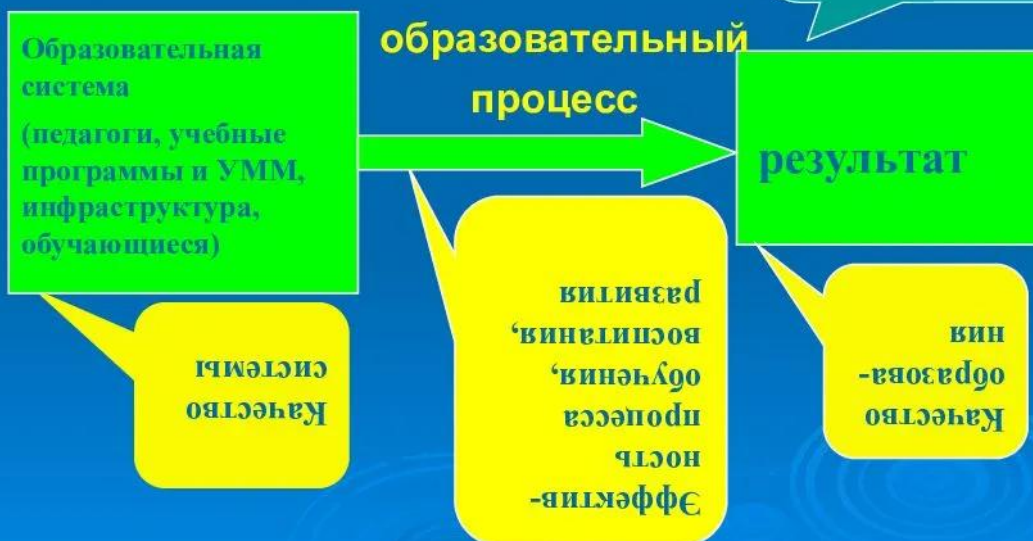 Образовательная
система
(педагоги, учебные
программы и УММ,
инфраструктура,
обучающиеся)
образовательный
процесс
результат
Качество
системы
Эффектив-
ность
процесса
обучения,
воспитания,
развития
Качество
образова-
ния